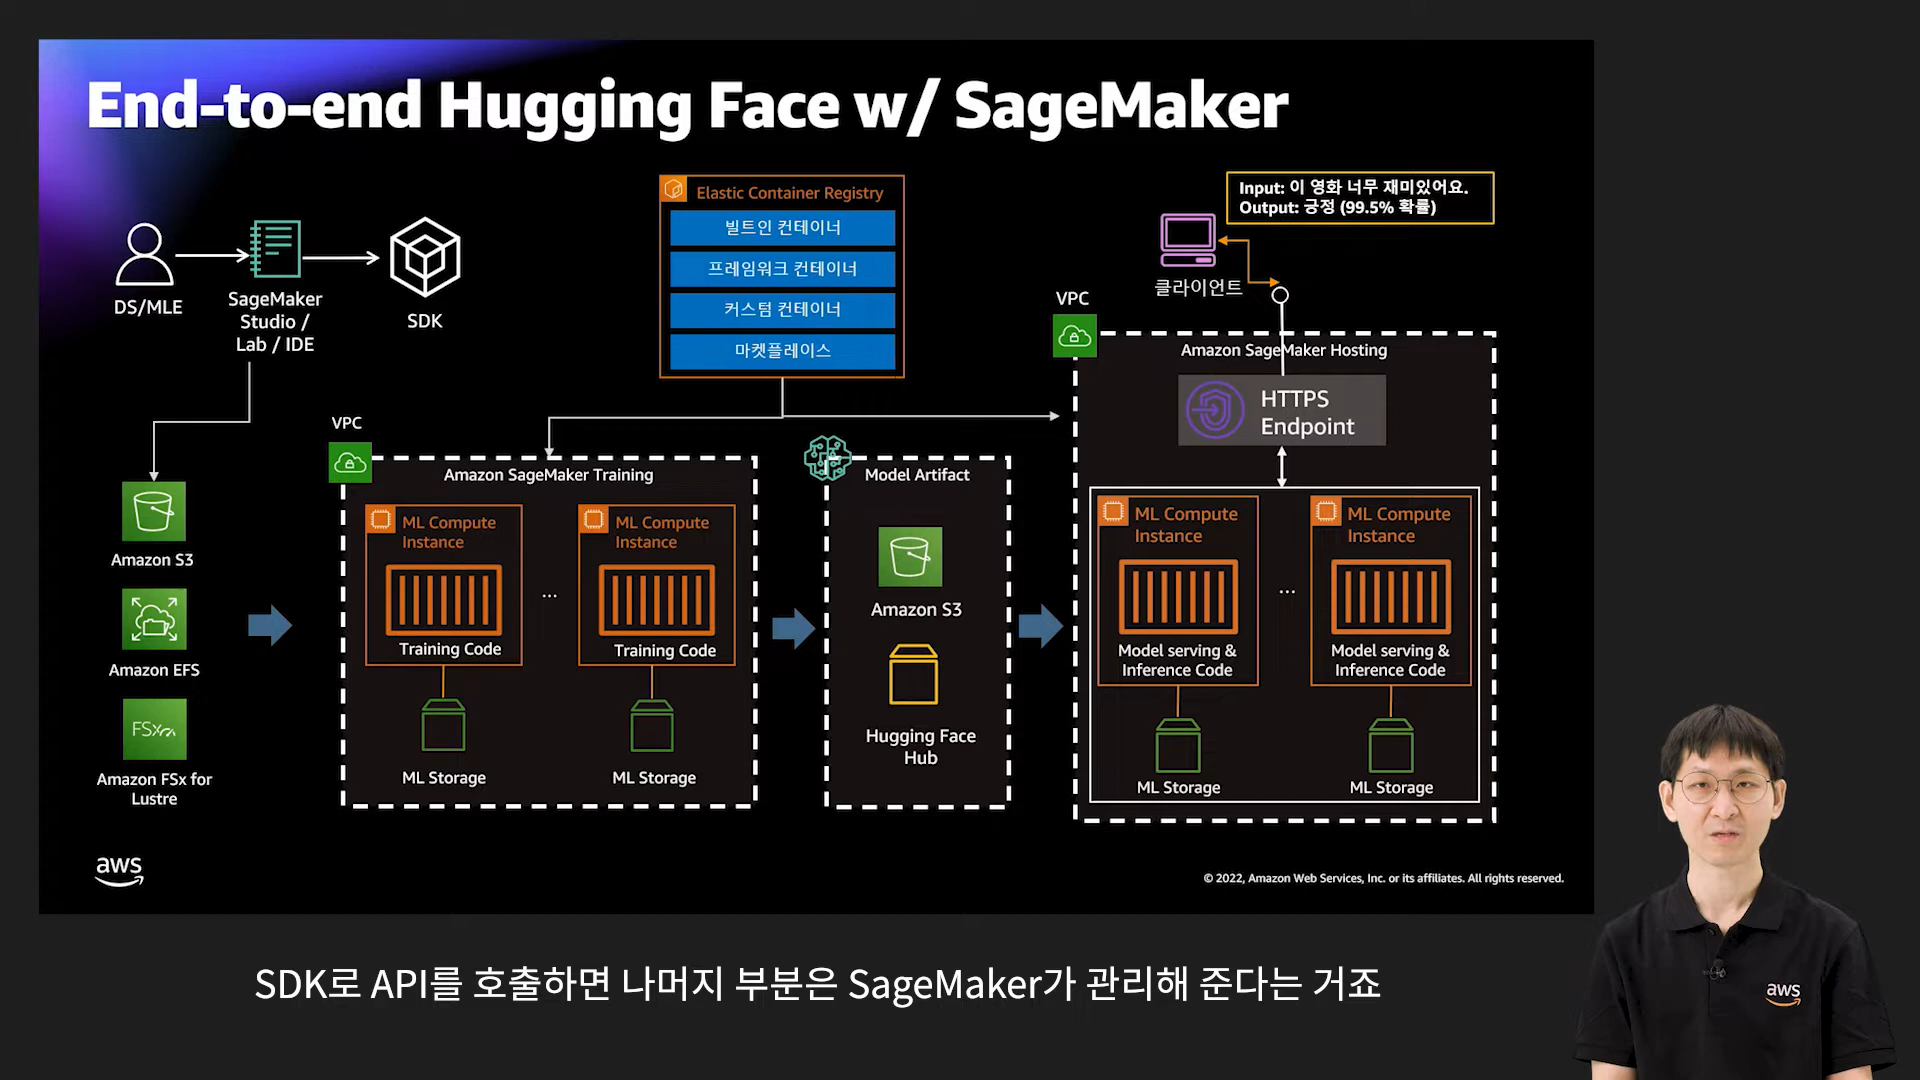 End-to-end Hugging Face w/ SageMaker
DS/MLE
SageMaker
Studio /
Lab / IDE
SDK
Elastic Container Registry
빌트인 컨테이너
프레임워크 컨테이너
커스텀 컨테이너
마켓플레이스
Input: 이 영화 너무 재미있어요.
Output: 긍정 (99.5% 확률)
클라이언트
VPC
Amazon SageMaker Hosting
HTTPS
Endpoint
ML Compute
Instance
Model serving &
Inference Code
ML Storage
...
ML Compute
Instance
Model serving &
Inference Code
ML Storage
VPC
Amazon SageMaker Training
ML Compute
Instance
Training Code
ML Storage
...
ML Compute
Instance
Training Code
ML Storage
Model Artifact
Amazon S3
Hugging Face
Hub
Amazon S3
Amazon EFS
FSx
Amazon FSx for
Lustre
aws
© 2022, Amazon Web Services, Inc. or its affiliates. All rights reserved.
SDK로 API를 호출하면 나머지 부분은 SageMaker가 관리해 준다는 거죠
aws